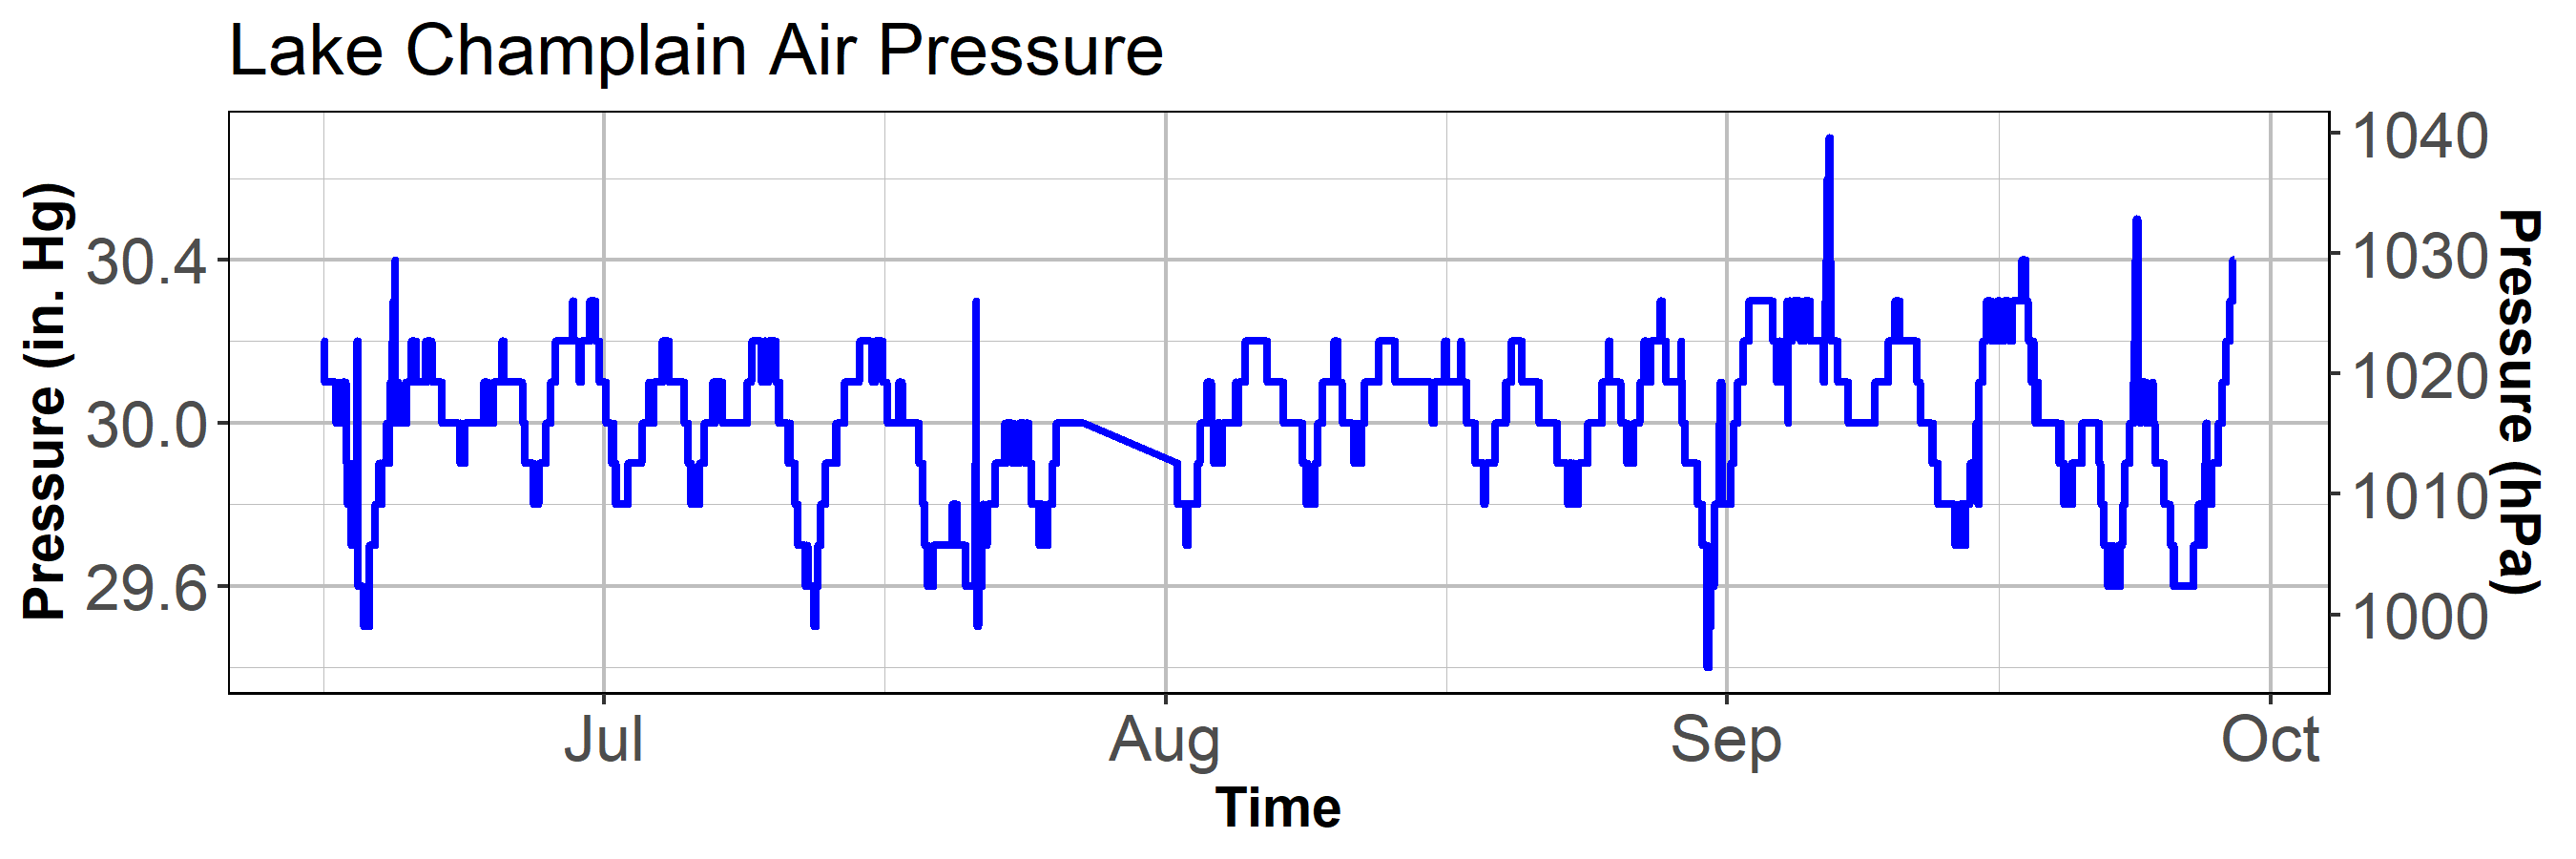 Lake Champlain Air Pressure
Pressure (in. Hg)
30.4
30.0
29.6
1040
1030
1020
1010
1000
Pressure (hPa)
Jul Aug Sep Oct
Time